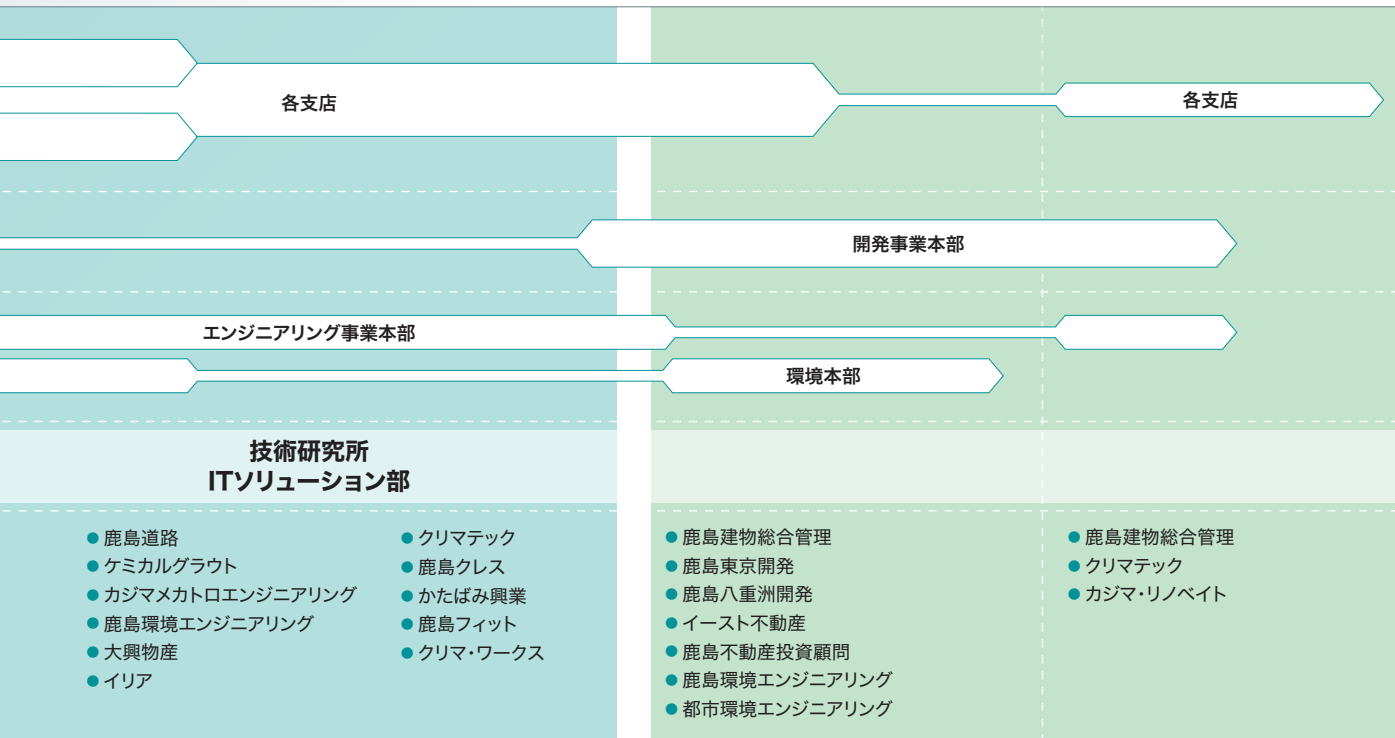 各支店
各支店
開発事業本部
エンジニアリング事業本部
環境本部
技術研究所
ITソリューション部
● 鹿島道路
● ケミカルグラウト
● カジマメカトロエンジニアリング
● 鹿島環境エンジニアリング
● 大興物産
● イリア
● クリマテック
● 鹿島クレス
● かたばみ興業
● 鹿島フィット
● クリマ・ワークス
● 鹿島建物総合管理
● 鹿島東京開発
● 鹿島八重洲開発
● イースト不動産
● 鹿島不動産投資顧問
● 鹿島環境エンジニアリング
● 都市環境エンジニアリング
● 鹿島建物総合管理
● クリマテック
● カジマ・リノベイト